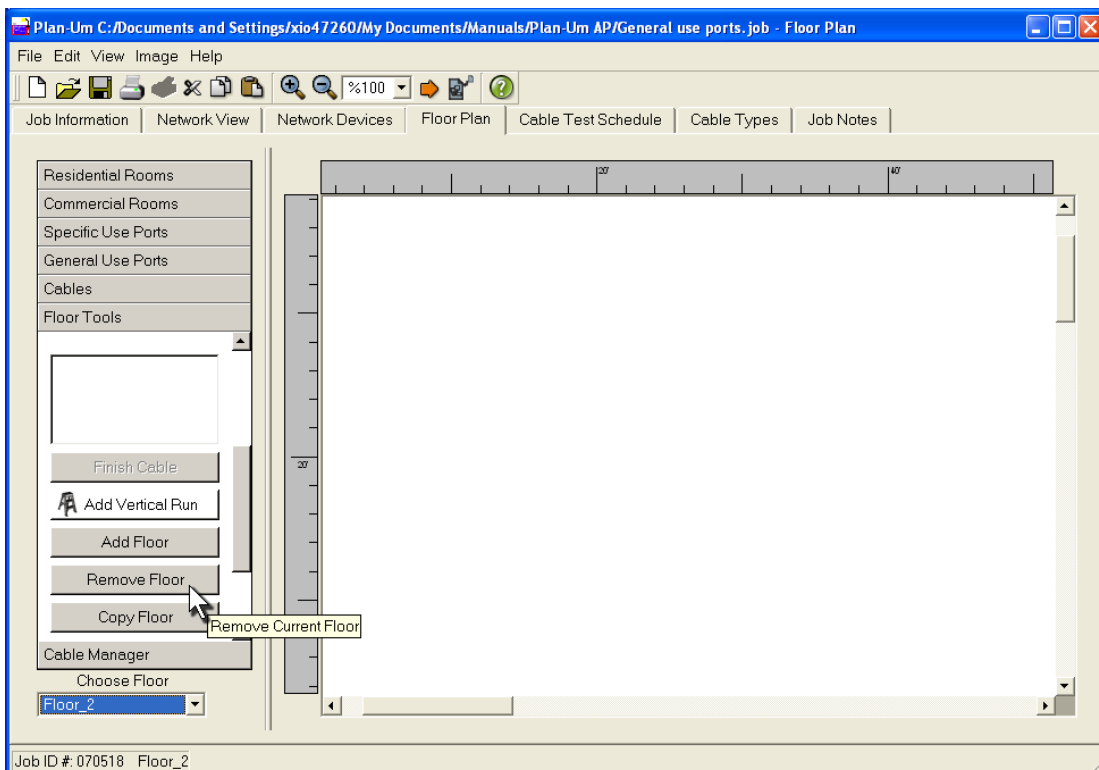 Plan-Um C:/Documents and Settings/xio47260/My Documents/Manuals/Plan-Um AP/General use ports.job - Floor Plan
File Edit View Image Help
%100
Job Information Network View Network Devices Floor Plan Cable Test Schedule Cable Types Job Notes
Residential Rooms
Commercial Rooms
Specific Use Ports
General Use Ports
Cables
Floor Tools
Finish Cable
Add Vertical Run
Add Floor
Remove Floor
Copy Floor
Remove Current Floor
Cable Manager
Choose Floor
Floor_2
20' 40'
20'
Job ID #: 070518 Floor_2